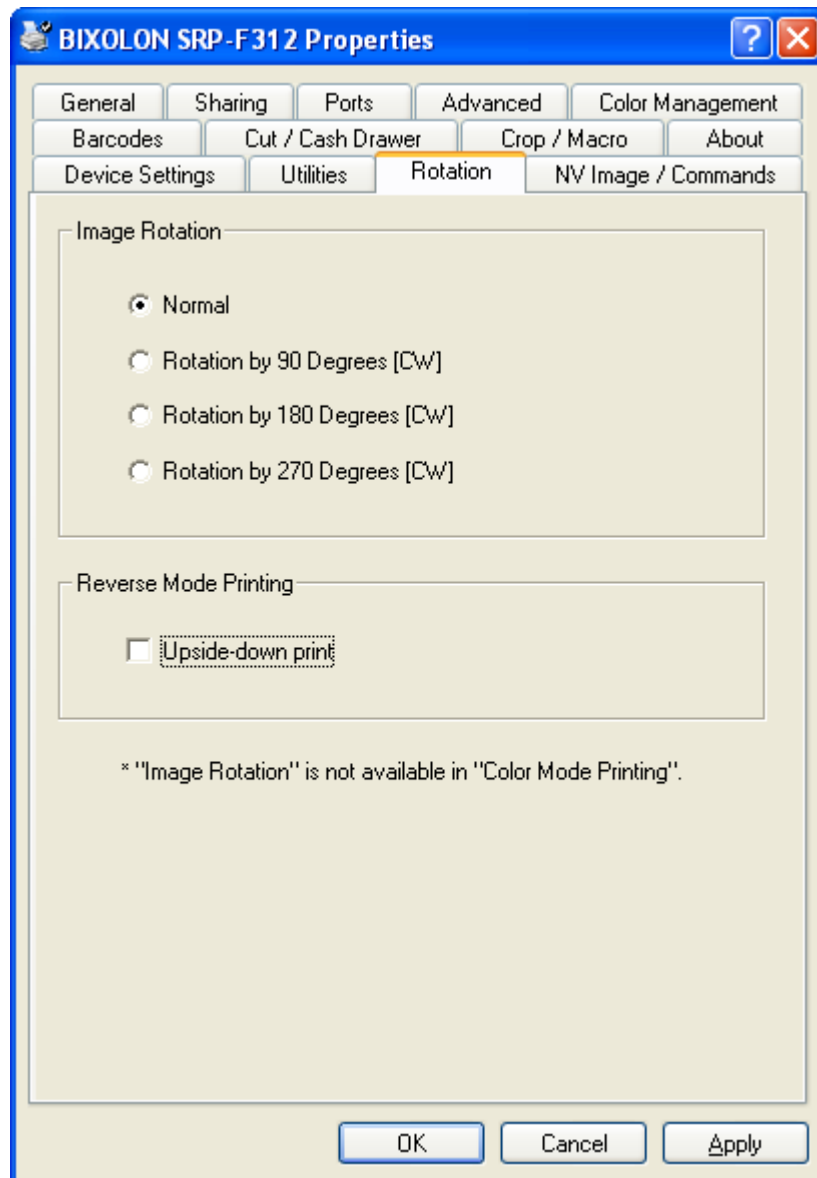 BIXOLON SRP-F312 Properties
General Sharing Ports Advanced Color Management
Barcodes Cut / Cash Drawer Crop / Macro About
Device Settings Utilities Rotation NV Image / Commands
Image Rotation
Normal
Rotation by 90 Degrees [CW]
Rotation by 180 Degrees [CW]
Rotation by 270 Degrees [CW]
Reverse Mode Printing
Upside-down print
* "Image Rotation" is not available in "Color Mode Printing".
OK Cancel Apply